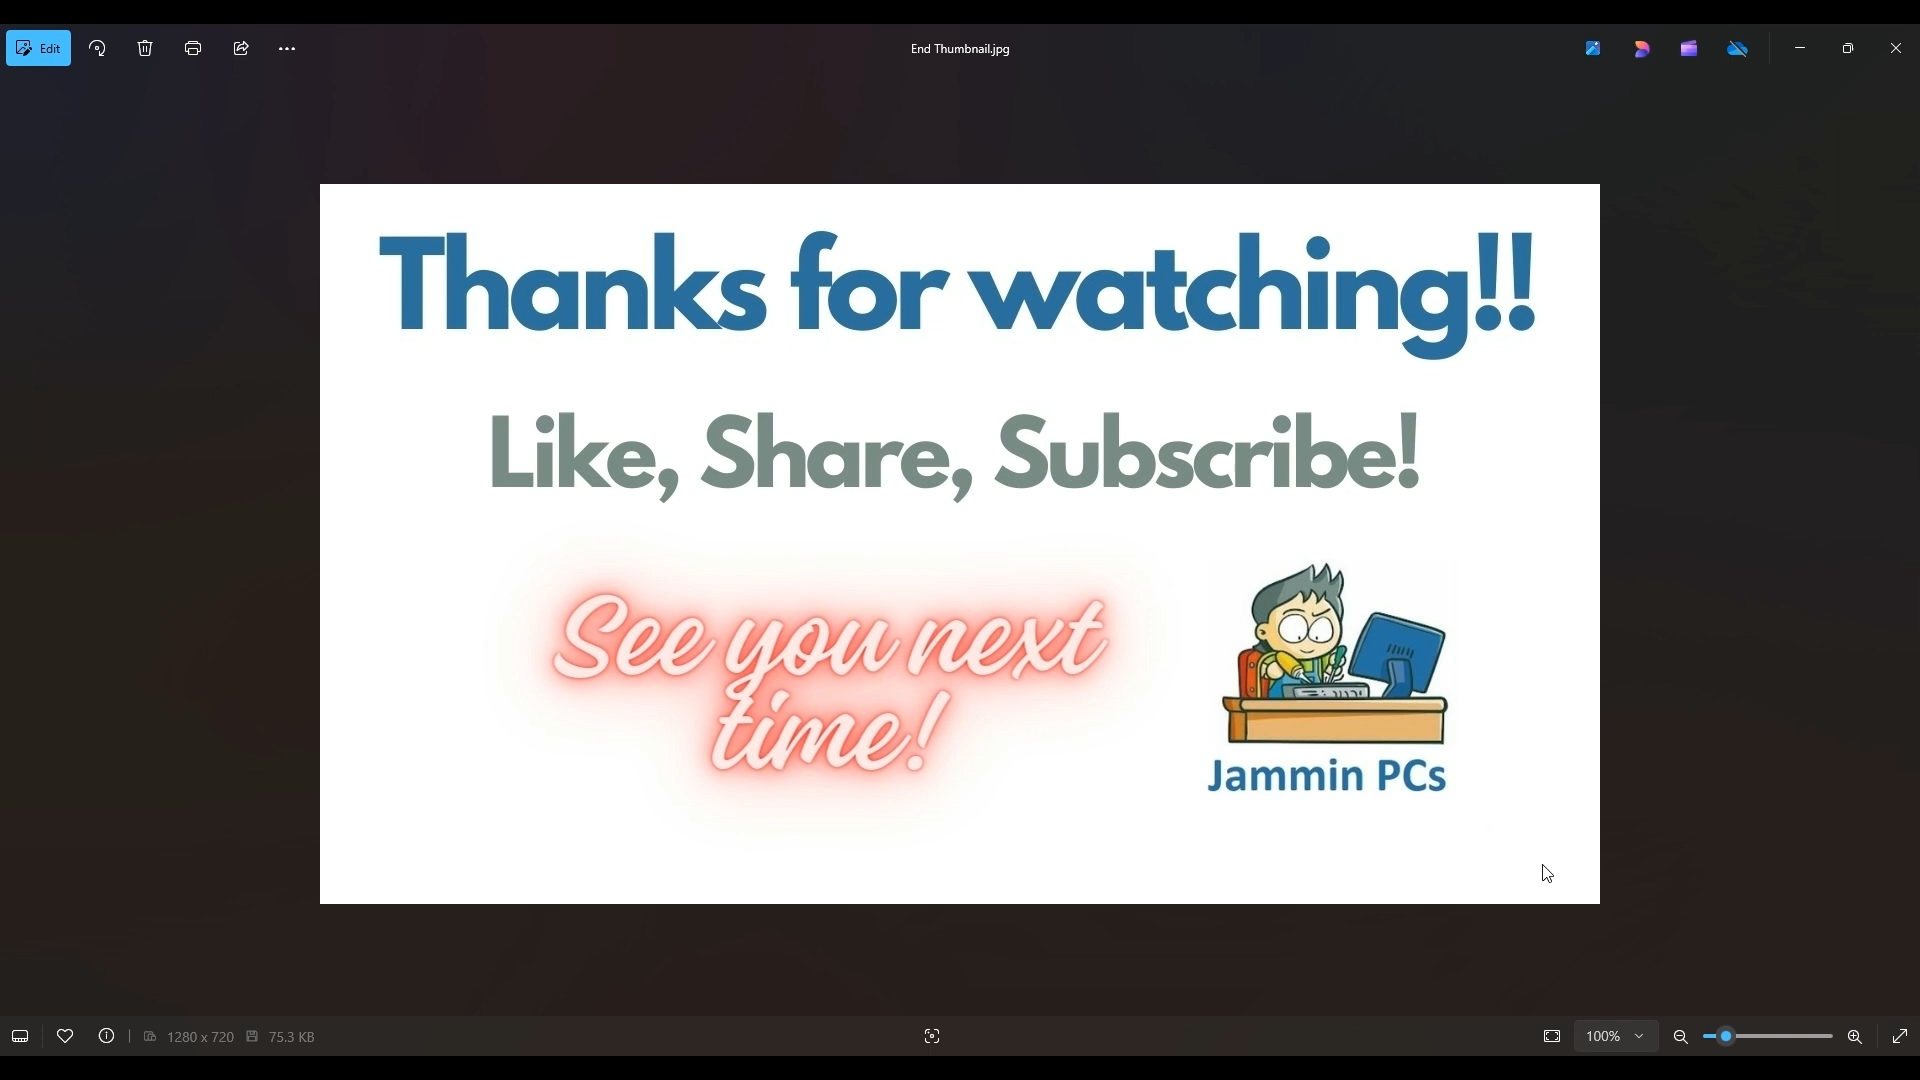 Edit
End Thumbnail.jpg
Thanks for watching!!
Like, Share, Subscribe!
See you next
time!
Jammin PCs
1280 x 720
75.3 KB
100%